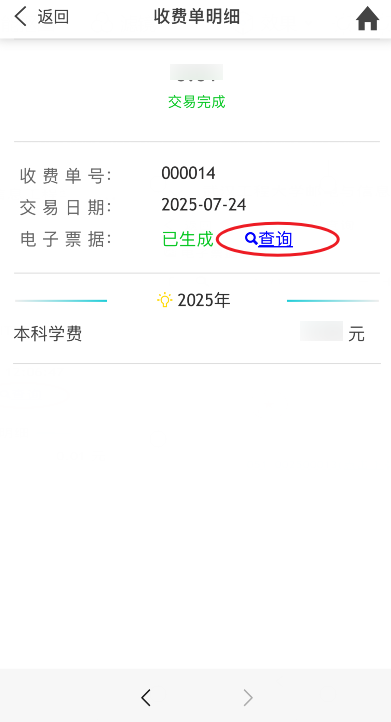 返回 收费单明细
交易完成
收费单号: 000014
交易日期: 2025-07-24
电子票据: 已生成 查询
2025年
本科学费 元